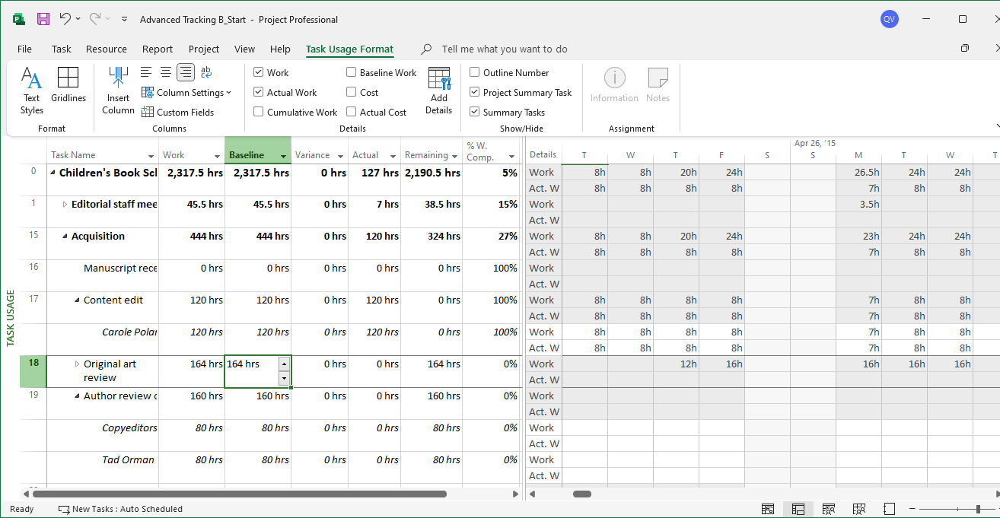 Advanced Tracking B_Start - Project Professional
QV
File Task Resource Report Project View Help Task Usage Format Tell me what you want to do
Text Styles
Gridlines
Format
Insert Column
Column Settings
Custom Fields
Columns
Work
Actual Work
Cumulative Work
Baseline Work
Cost
Actual Cost
Add Details
Details
Outline Number
Project Summary Task
Summary Tasks
Show/Hide
Information
Notes
Assignment
TASK USAGE
Apr 26, '15
Task Name Work Baseline Variance Actual Remaining % W. Comp. Details T W T F S S M T W T
0 Children's Book Scl 2,317.5 hrs 2,317.5 hrs 0 hrs 127 hrs 2,190.5 hrs 5% Work 8h 8h 20h 24h 26.5h 24h 24h
Act. W 8h 8h 8h 8h 7h 8h 8h
1 Editorial staff mee 45.5 hrs 45.5 hrs 0 hrs 7 hrs 38.5 hrs 15% Work 3.5h
Act. W
15 Acquisition 444 hrs 444 hrs 0 hrs 120 hrs 324 hrs 27% Work 8h 8h 20h 24h 23h 24h 24h
Act. W 8h 8h 8h 8h 7h 8h 8h
16 Manuscript rece 0 hrs 0 hrs 0 hrs 0 hrs 0 hrs 100% Work
Act. W
17 Content edit 120 hrs 120 hrs 0 hrs 120 hrs 0 hrs 100% Work 8h 8h 8h 8h 7h 8h 8h
Act. W 8h 8h 8h 8h 7h 8h 8h
Carole Polar 120 hrs 120 hrs 0 hrs 120 hrs 0 hrs 100% Work 8h 8h 8h 8h 7h 8h 8h
Act. W 8h 8h 8h 8h 7h 8h 8h
18 Original art review 164 hrs 164 hrs 0 hrs 0 hrs 164 hrs 0% Work 12h 16h 16h 16h 16h
Act. W
19 Author review c 160 hrs 160 hrs 0 hrs 0 hrs 160 hrs 0% Work
Act. W
Copyeditors 80 hrs 80 hrs 0 hrs 0 hrs 80 hrs 0% Work
Act. W
Tad Orman 80 hrs 80 hrs 0 hrs 0 hrs 80 hrs 0% Work
Act. W
Ready New Tasks : Auto Scheduled